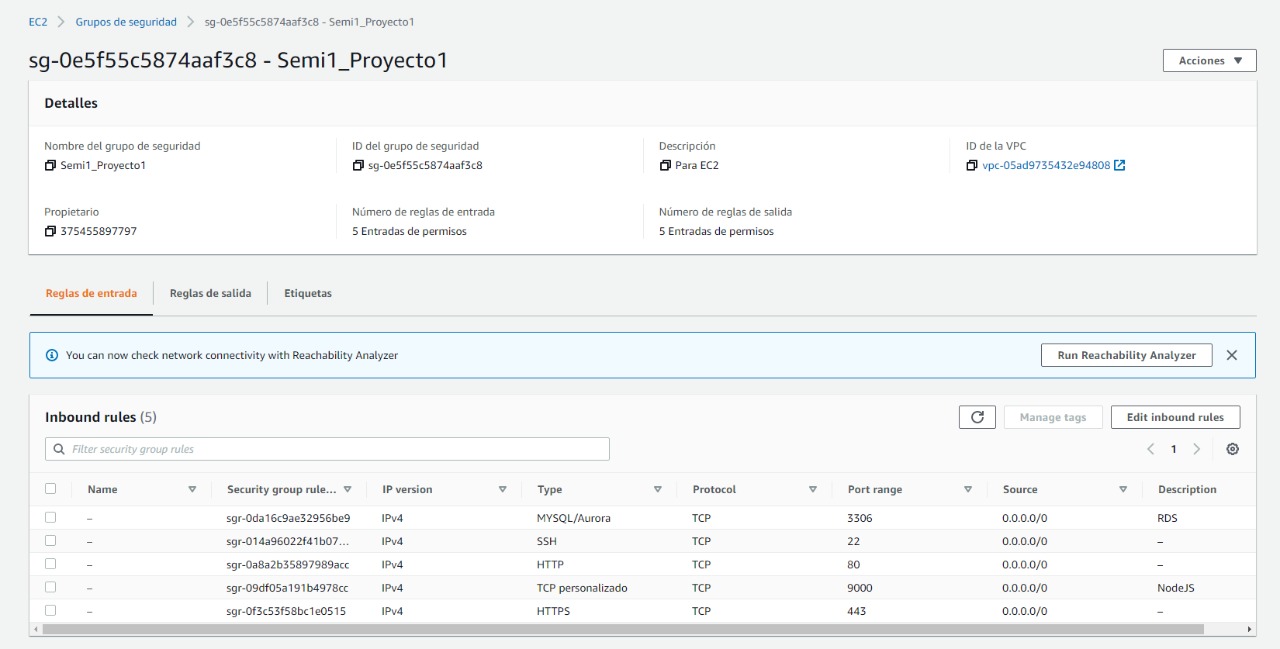 EC2 > Grupos de seguridad > sg-0e5f55c5874aaf3c8 - Semi1_Proyecto1
sg-0e5f55c5874aaf3c8 - Semi1_Proyecto1
Acciones
Detalles
Nombre del grupo de seguridad ID del grupo de seguridad Descripción ID de la VPC
Semi1_Proyecto1 sg-0e5f55c5874aaf3c8 Para EC2 vpc-05ad9735432e94808
Propietario Número de reglas de entrada Número de reglas de salida
375455897797 5 Entradas de permisos 5 Entradas de permisos
Reglas de entrada Reglas de salida Etiquetas
You can now check network connectivity with Reachability Analyzer Run Reachability Analyzer
Inbound rules (5) Manage tags Edit inbound rules
Filter security group rules 1
Name Security group rule... IP version Type Protocol Port range Source Description
– sgr-0da16c9ae32956be9 IPv4 MYSQL/Aurora TCP 3306 0.0.0.0/0 RDS
– sgr-014a96022f41b07... IPv4 SSH TCP 22 0.0.0.0/0 –
– sgr-0a8a2b35897989acc IPv4 HTTP TCP 80 0.0.0.0/0 –
– sgr-09df05a191b4978cc IPv4 TCP personalizado TCP 9000 0.0.0.0/0 NodeJS
– sgr-0f3c53f58bc1e0515 IPv4 HTTPS TCP 443 0.0.0.0/0 –